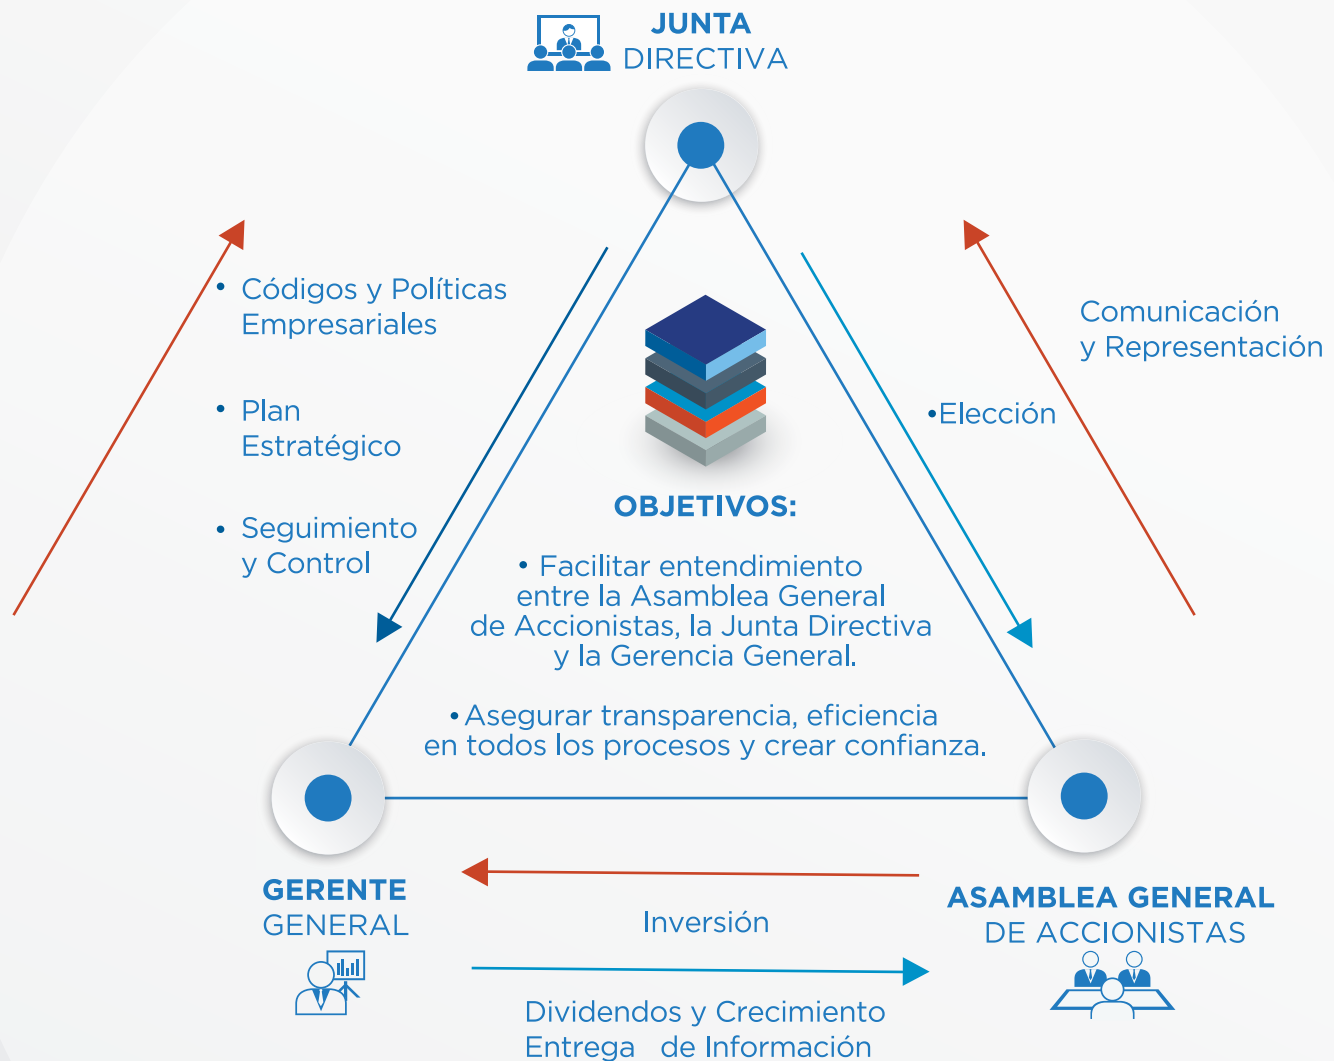 JUNTA
DIRECTIVA
• Códigos y Políticas
Empresariales
• Plan
Estratégico
• Seguimiento
y Control
Comunicación
y Representación
•Elección
OBJETIVOS:
• Facilitar entendimiento
entre la Asamblea General
de Accionistas, la Junta Directiva
y la Gerencia General.
•Asegurar transparencia, eficiencia
en todos los procesos y crear confianza.
GERENTE
GENERAL
Inversión
Dividendos y Crecimiento
Entrega de Información
ASAMBLEA GENERAL
DE ACCIONISTAS